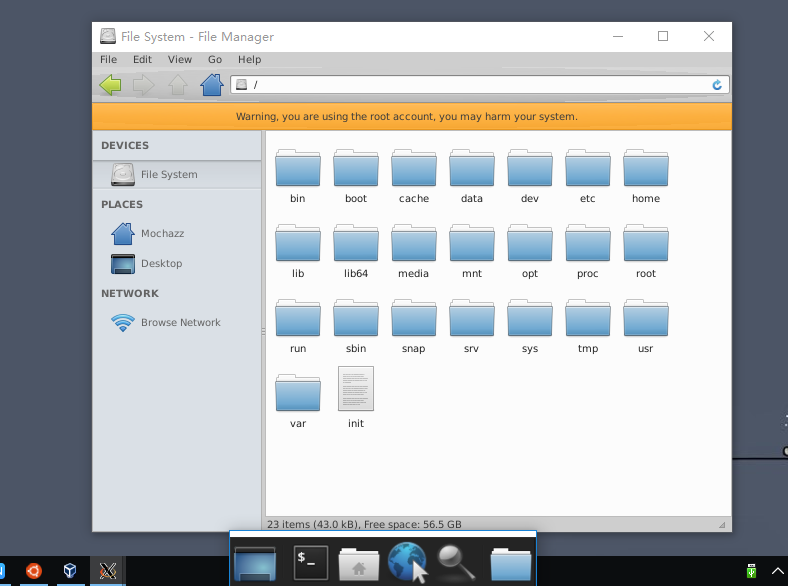 File System - File Manager
File Edit View Go Help
/
Warning, you are using the root account, you may harm your system.
DEVICES
File System
PLACES
Mochazz
Desktop
NETWORK
Browse Network
bin boot cache data dev etc home
lib lib64 media mnt opt proc root
run sbin snap srv sys tmp usr
var init
23 items (43.0 kB), Free space: 56.5 GB
$_